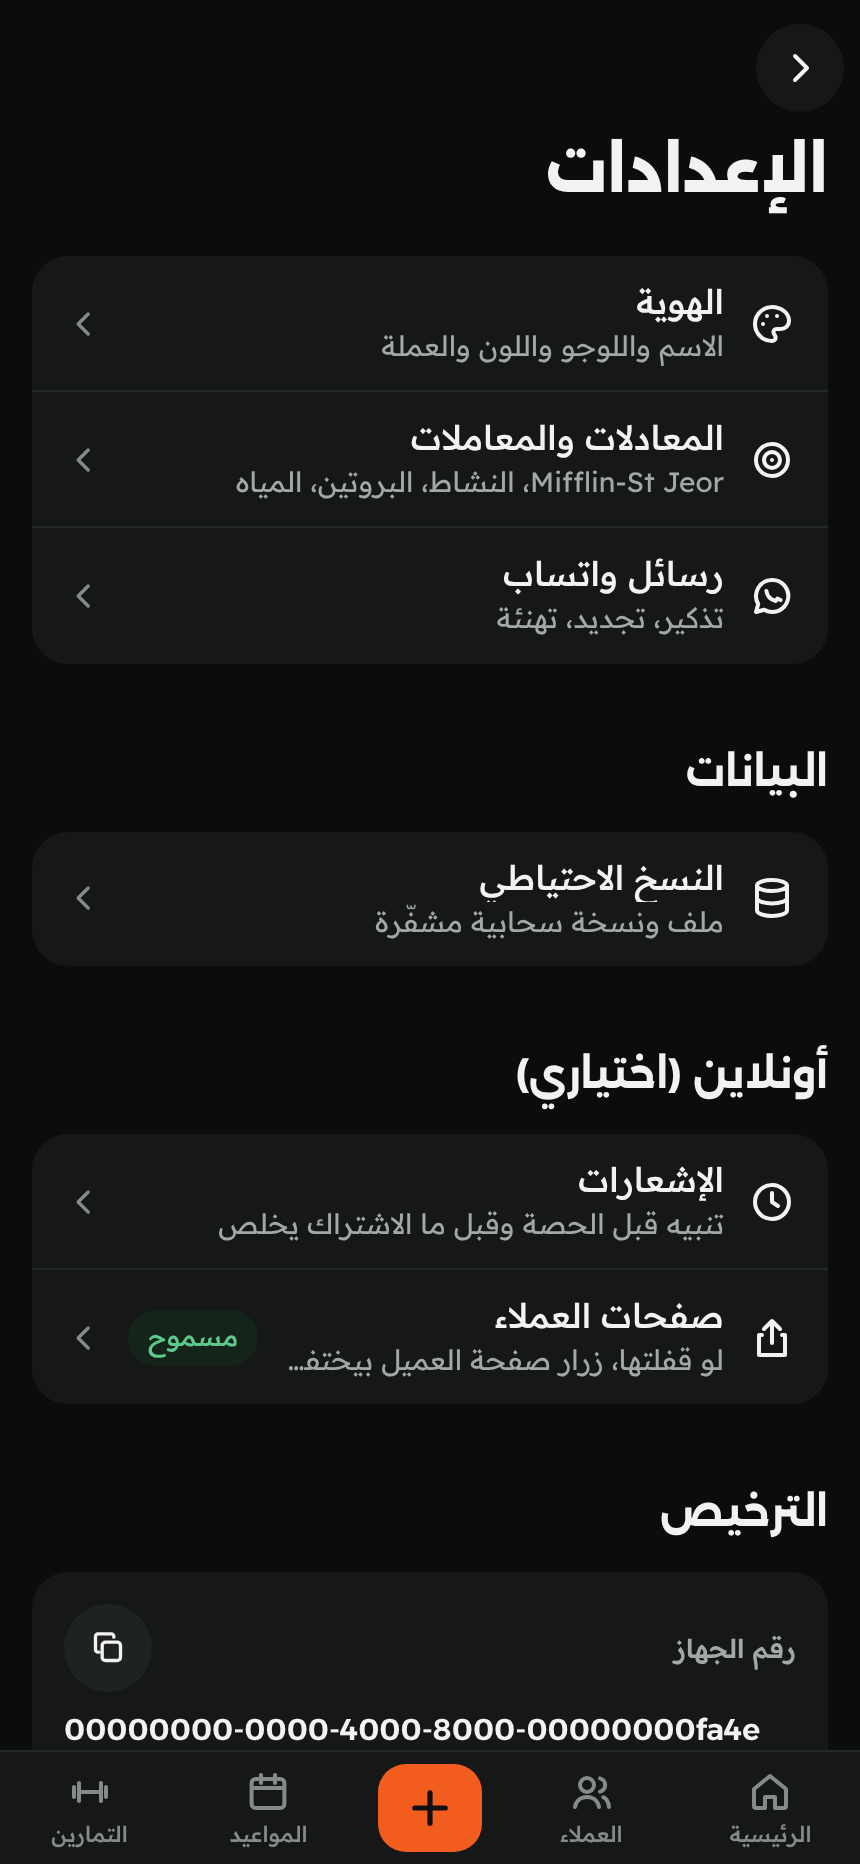 الإعدادات
الهوية
الاسم واللوجو واللون والعملة
المعادلات والمعاملات
Mifflin-St Jeor، النشاط، البروتين، المياه
رسائل واتساب
تذكير، تجديد، تهنئة
البيانات
النسخ الاحتياطي
ملف ونسخة سحابية مشفّرة
أونلاين (اختياري)
الإشعارات
تنبيه قبل الحصة وقبل ما الاشتراك يخلص
صفحات العملاء
لو قفلتها، زرار صفحة العميل بيختفـ...
مسموح
الترخيص
رقم الجهاز
00000000-0000-4000-8000-00000000fa4e
الرئيسية
العملاء
المواعيد
التمارين